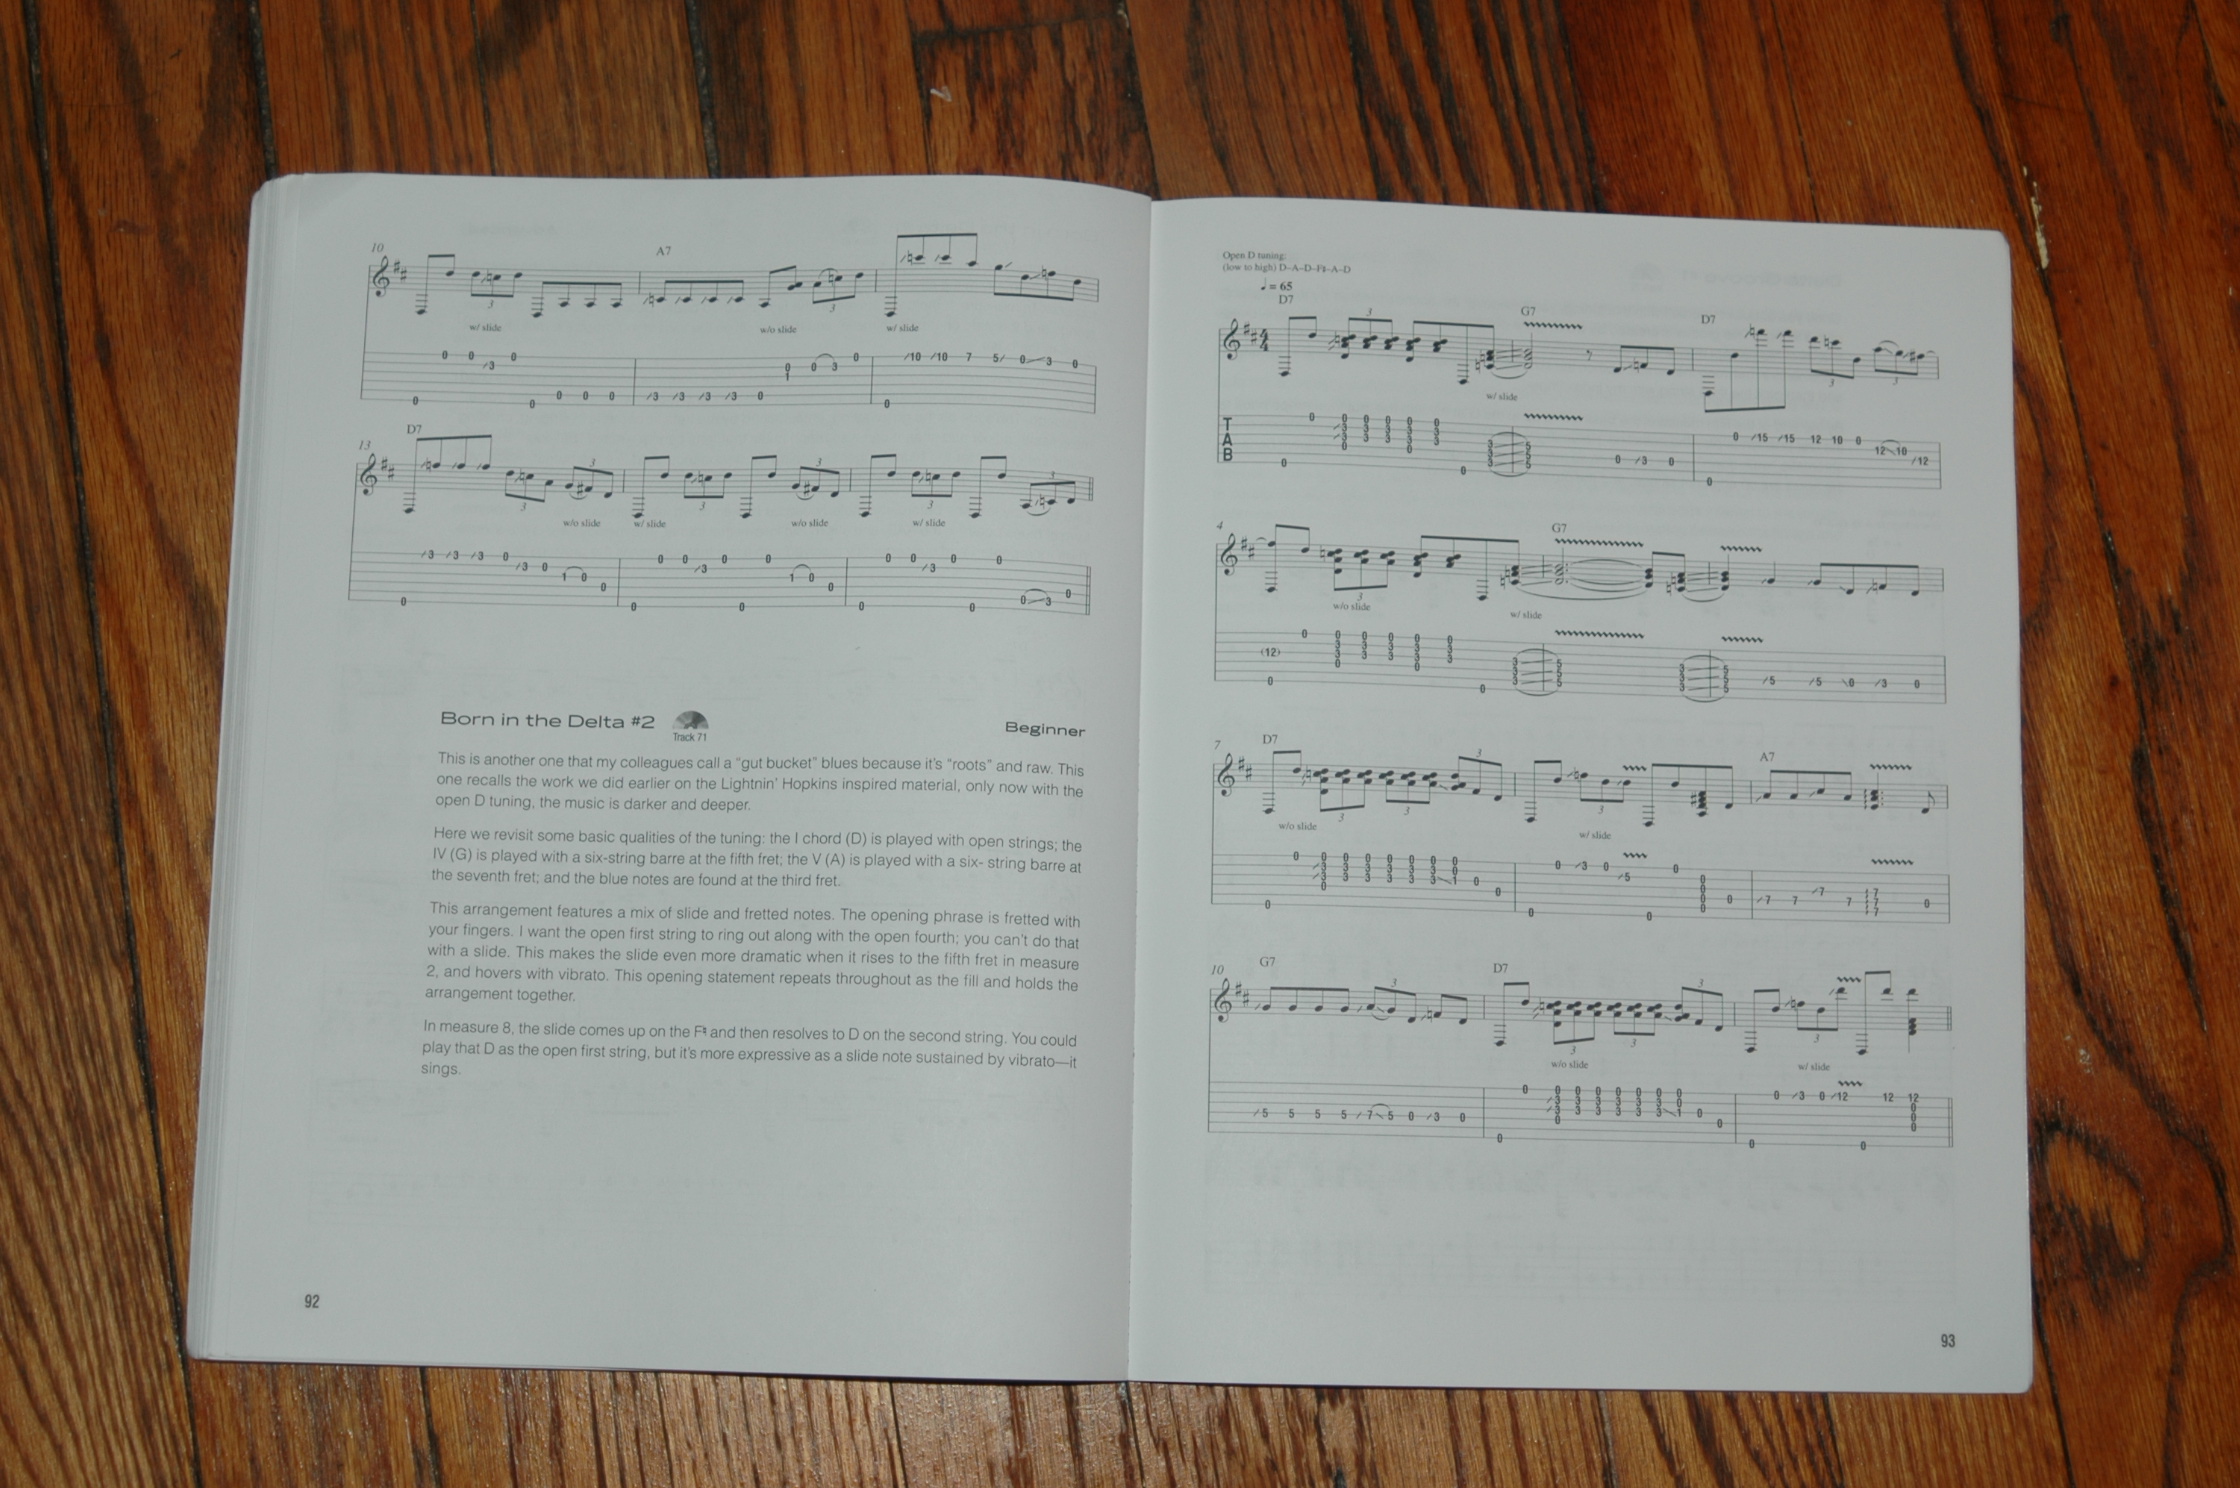 10
A7
w/ slide
w/o slide
w/ slide
13
D7
w/o slide
w/ slide
w/o slide
w/ slide
Born in the Delta #2
Track 71
Beginner
This is another one that my colleagues call a “gut bucket” blues because it’s “roots” and raw. This
one recalls the work we did earlier on the Lightnin’ Hopkins inspired material, only now with the
open D tuning, the music is darker and deeper.
Here we revisit some basic qualities of the tuning: the I chord (D) is played with open strings; the
IV (G) is played with a six-string barre at the fifth fret; the V (A) is played with a six- string barre at
the seventh fret; and the blue notes are found at the third fret.
This arrangement features a mix of slide and fretted notes. The opening phrase is fretted with
your fingers. I want the open first string to ring out along with the open fourth; you can’t do that
with a slide. This makes the slide even more dramatic when it rises to the fifth fret in measure
2, and hovers with vibrato. This opening statement repeats throughout as the fill and holds the
arrangement together.
In measure 8, the slide comes up on the F♮ and then resolves to D on the second string. You could
play that D as the open first string, but it’s more expressive as a slide note sustained by vibrato—it
sings.
92
Open D tuning:
(low to high) D–A–D–F♯–A–D
♩ = 65
D7
G7
D7
w/ slide
T
A
B
4
G7
w/o slide
w/ slide
7
D7
A7
w/o slide
w/ slide
10
G7
D7
w/o slide
w/ slide
93